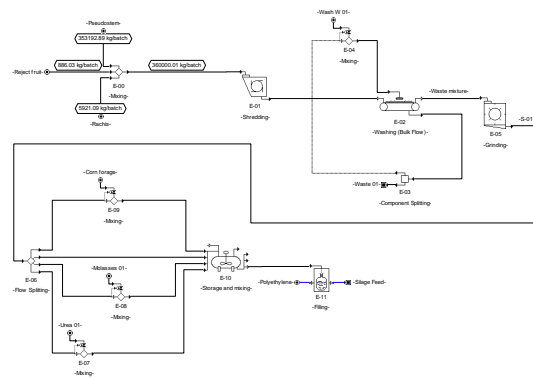 -Pseudostem-
353192.89 kg/batch
-Reject fruit-
886.03 kg/batch
360000.01 kg/batch
E-00
-Mixing-
5921.09 kg/batch
-Rachis-
E-01
-Shredding-
-Wash W 01-
E-04
-Mixing-
E-02
-Washing (Bulk Flow)-
-Waste mixture-
E-05
-Grinding-
S-01
-Waste 01-
E-03
-Component Splitting-
-Corn forage-
E-09
-Mixing-
E-06
-Flow Splitting-
-Molasses 01-
E-08
-Mixing-
-Urea 01-
E-07
-Mixing-
E-10
-Storage and mixing-
-Polyethylene-
-Silage Feed-
E-11
-Filling-